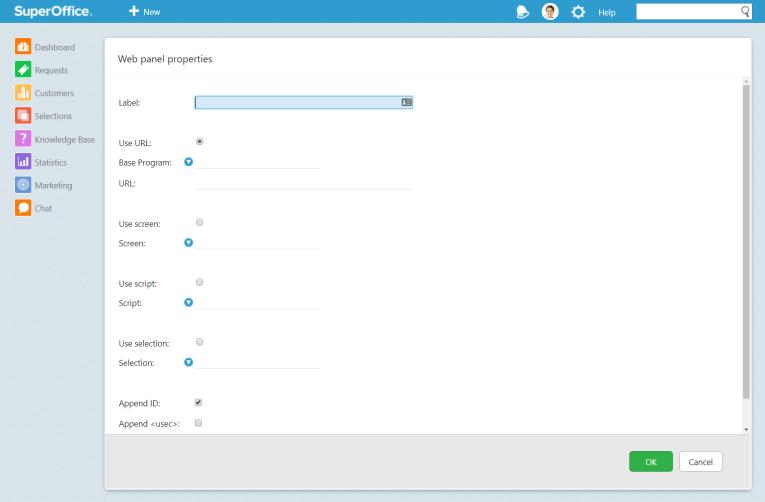 SuperOffice.
New
Help
Dashboard
Requests
Customers
Selections
Knowledge Base
Statistics
Marketing
Chat
Web panel properties
Label:
Use URL:
Base Program:
URL:
Use screen:
Screen:
Use script:
Script:
Use selection:
Selection:
Append ID:
Append <usec>:
OK Cancel